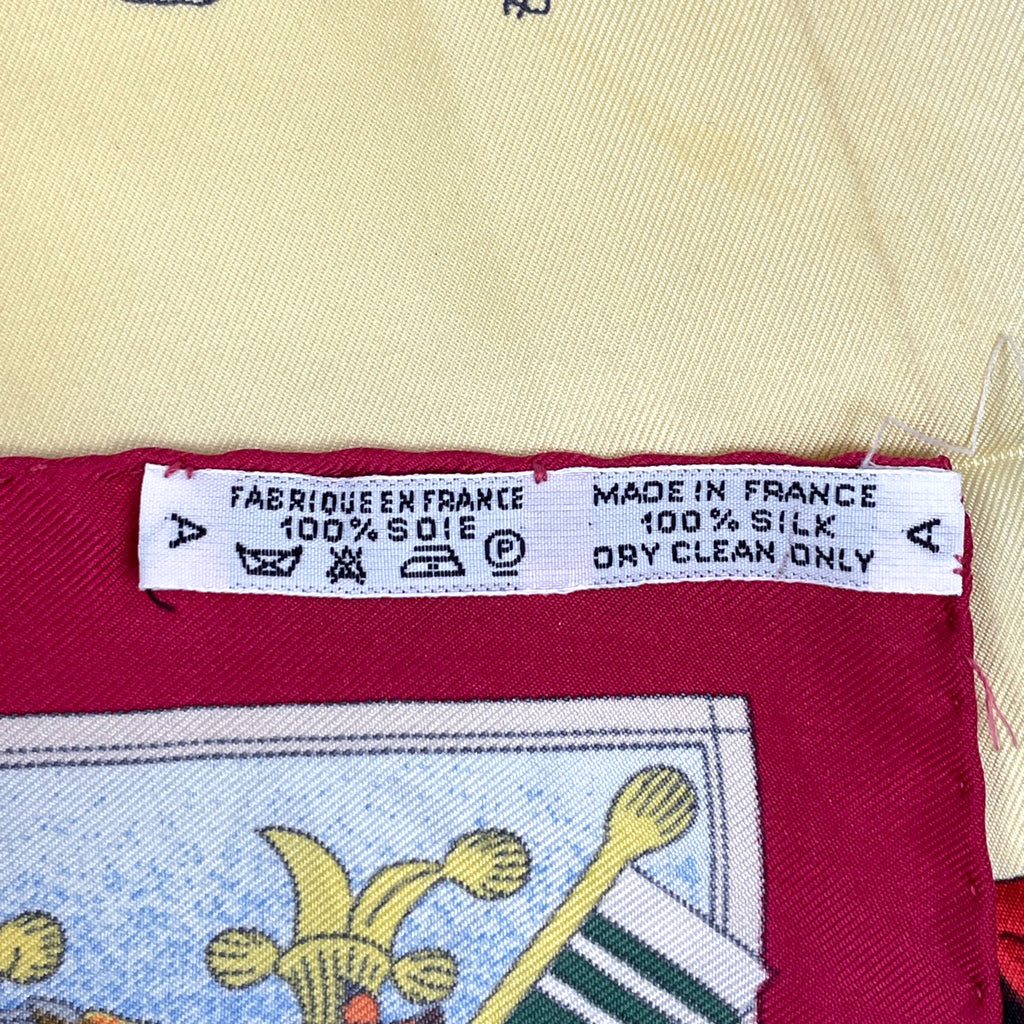 A
FABRIQUE EN FRANCE
100% SOIE
P
MADE IN FRANCE
100% SILK
DRY CLEAN ONLY
A